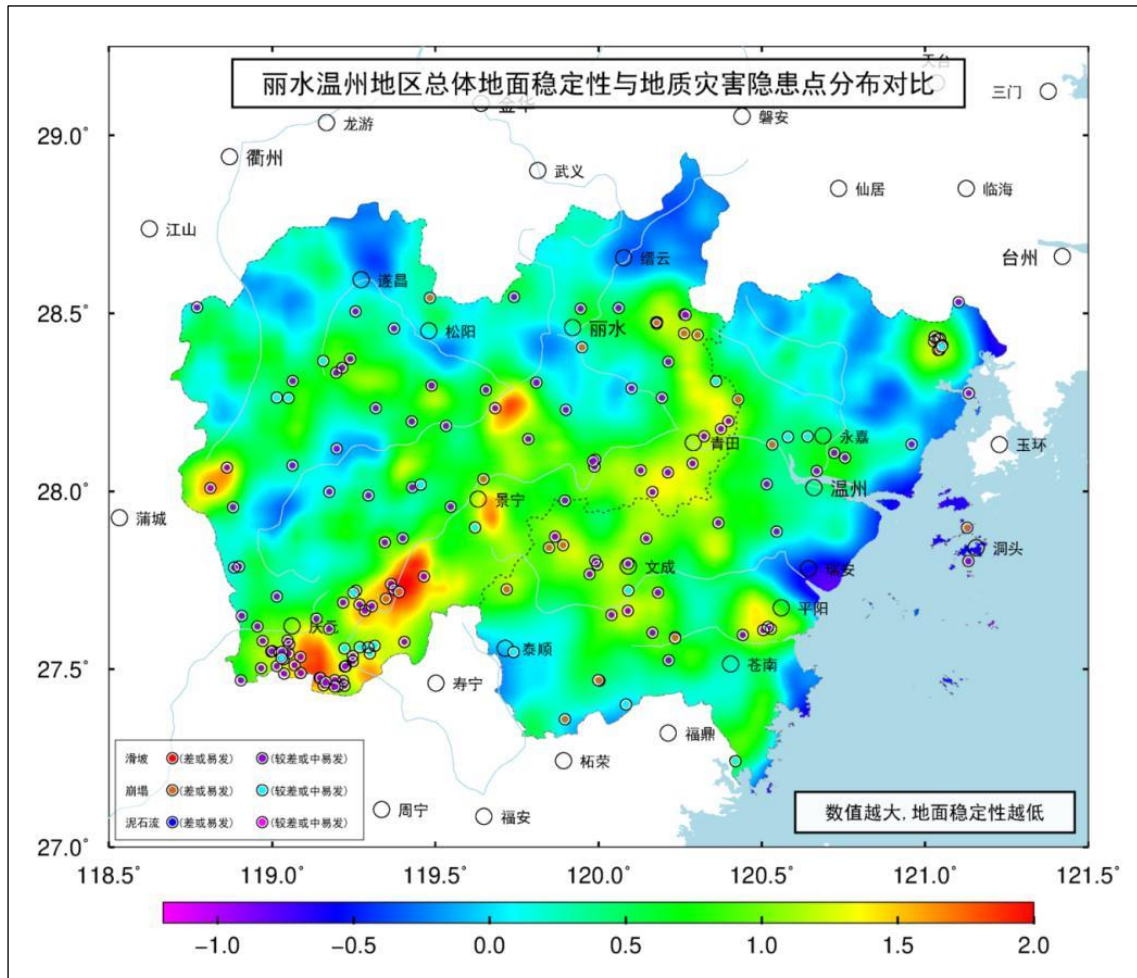 天台
丽水温州地区总体地面稳定性与地质灾害隐患点分布对比
三门
金华
龙游
磐安
29.0°
衢州
武义
仙居
临海
江山
缙云
台州
遂昌
28.5°
松阳
丽水
青田
永嘉
玉环
28.0°
景宁
温州
蒲城
洞头
文成
瑞安
平阳
庆元
27.5°
泰顺
苍南
寿宁
福鼎
滑坡 (差或易发) (较差或中易发)
柘荣
崩塌 (差或易发) (较差或中易发)
数值越大, 地面稳定性越低
周宁
福安
泥石流 (差或易发) (较差或中易发)
27.0°
118.5° 119.0° 119.5° 120.0° 120.5° 121.0° 121.5°
−1.0 −0.5 0.0 0.5 1.0 1.5 2.0